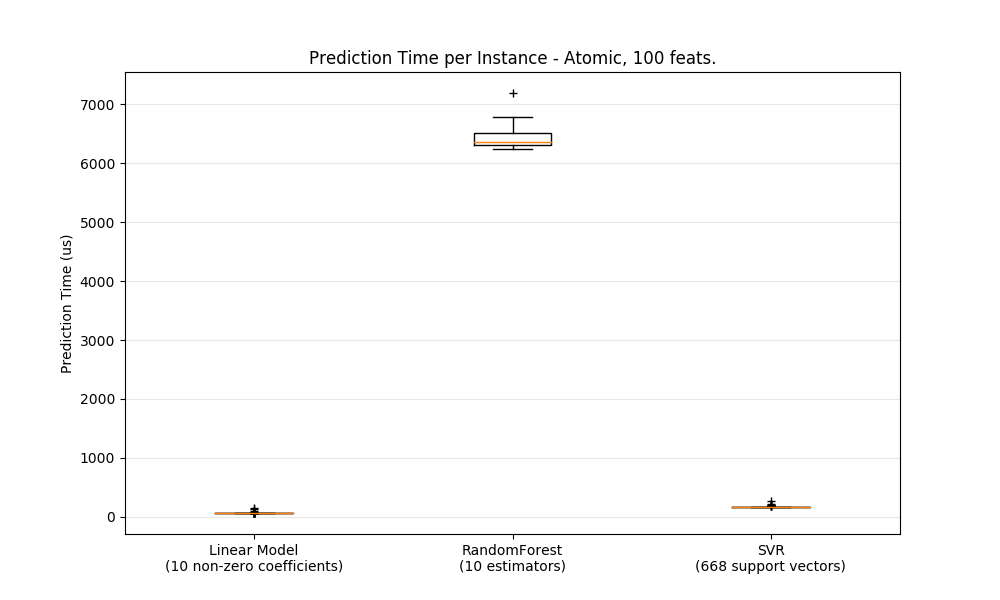 Prediction Time per Instance - Atomic, 100 feats.
Prediction Time (us)
7000
6000
5000
4000
3000
2000
1000
0
Linear Model
(10 non-zero coefficients)
RandomForest
(10 estimators)
SVR
(668 support vectors)